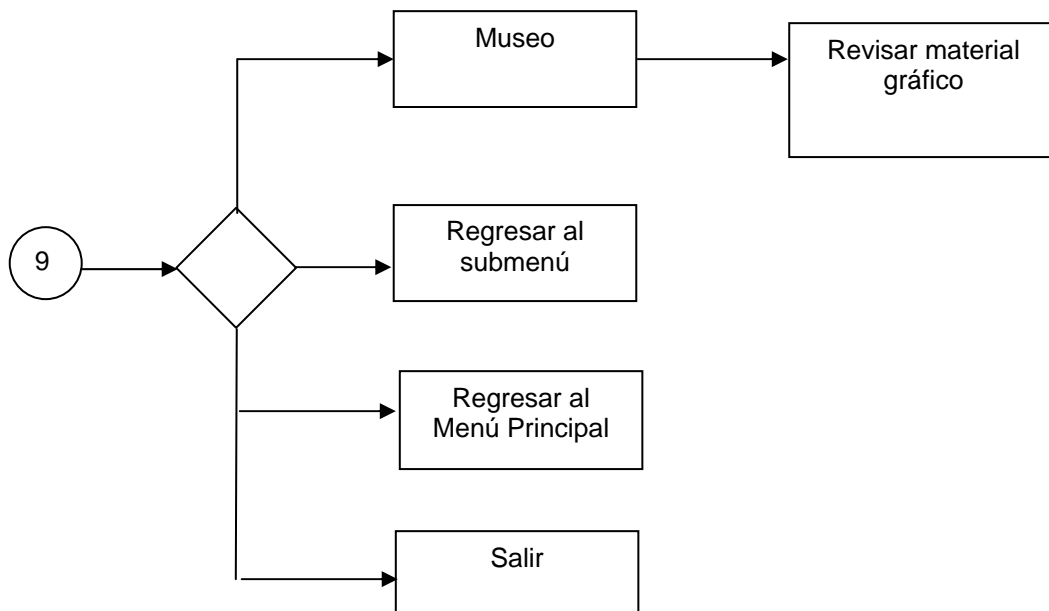 Museo
Revisar material
gráfico
9
Regresar al
submenú
Regresar al
Menú Principal
Salir